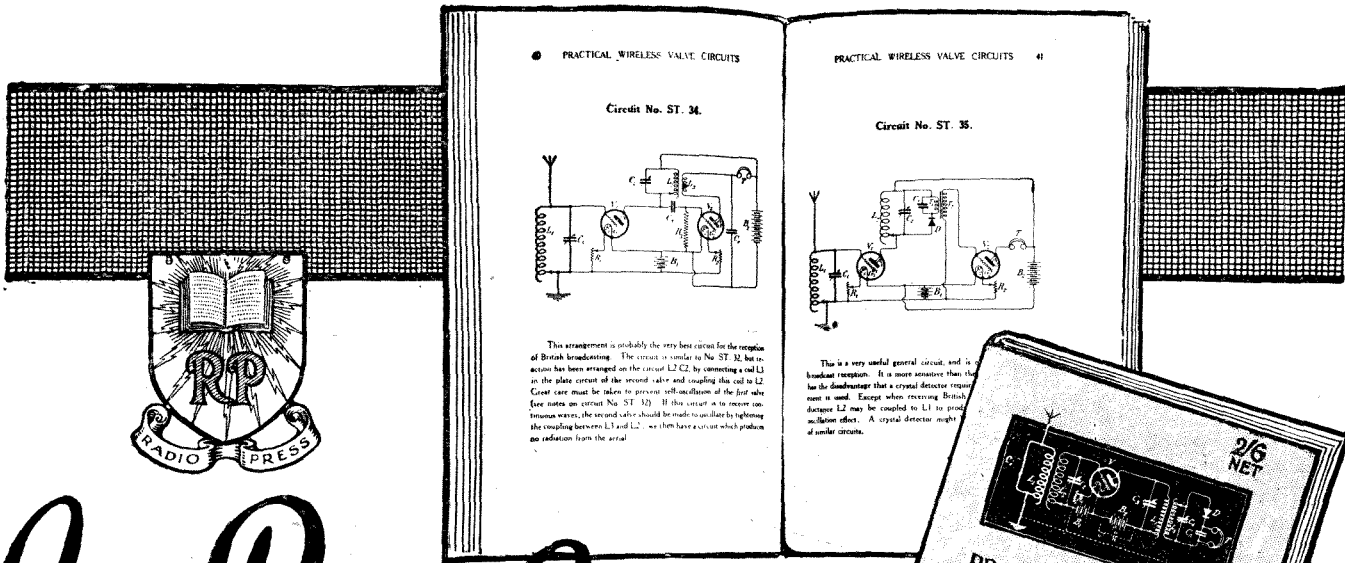 PRACTICAL WIRELESS VALVE CIRCUITS
Circuit No. ST. 34.
This arrangement is probably the very best circuit for the reception
of British broadcasting. The circuit is similar to No ST. 32, but re-
action has been arranged on the circuit L2 C2, by connecting a coil L3
in the plate circuit of the second valve and coupling this coil to L2.
Great care must be taken to prevent self-oscillation of the first valve
(see notes on circuit No. ST 32) If this circuit is to receive con-
tinuous waves, the second valve should be made to oscillate by tightening
the coupling between L3 and L2; we then have a circuit which produces
no radiation from the aerial
PRACTICAL WIRELESS VALVE CIRCUITS 41
Circuit No. ST. 35.
This is a very useful general circuit, and is
broadcast reception. It is more sensitive than the
has the disadvantage that a crystal detector requir
ment is used. Except when receiving British
ductance L2 may be coupled to L1 to prod
oscillation effect. A crystal detector might
of similar circuits.
RP
RADIO PRESS
2/6
NET